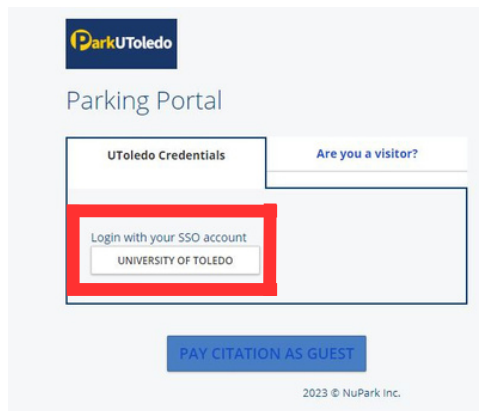 ParkUToledo
Parking Portal
UToledo Credentials
Are you a visitor?
Login with your SSO account
UNIVERSITY OF TOLEDO
PAY CITATION AS GUEST
2023 © NuPark Inc.